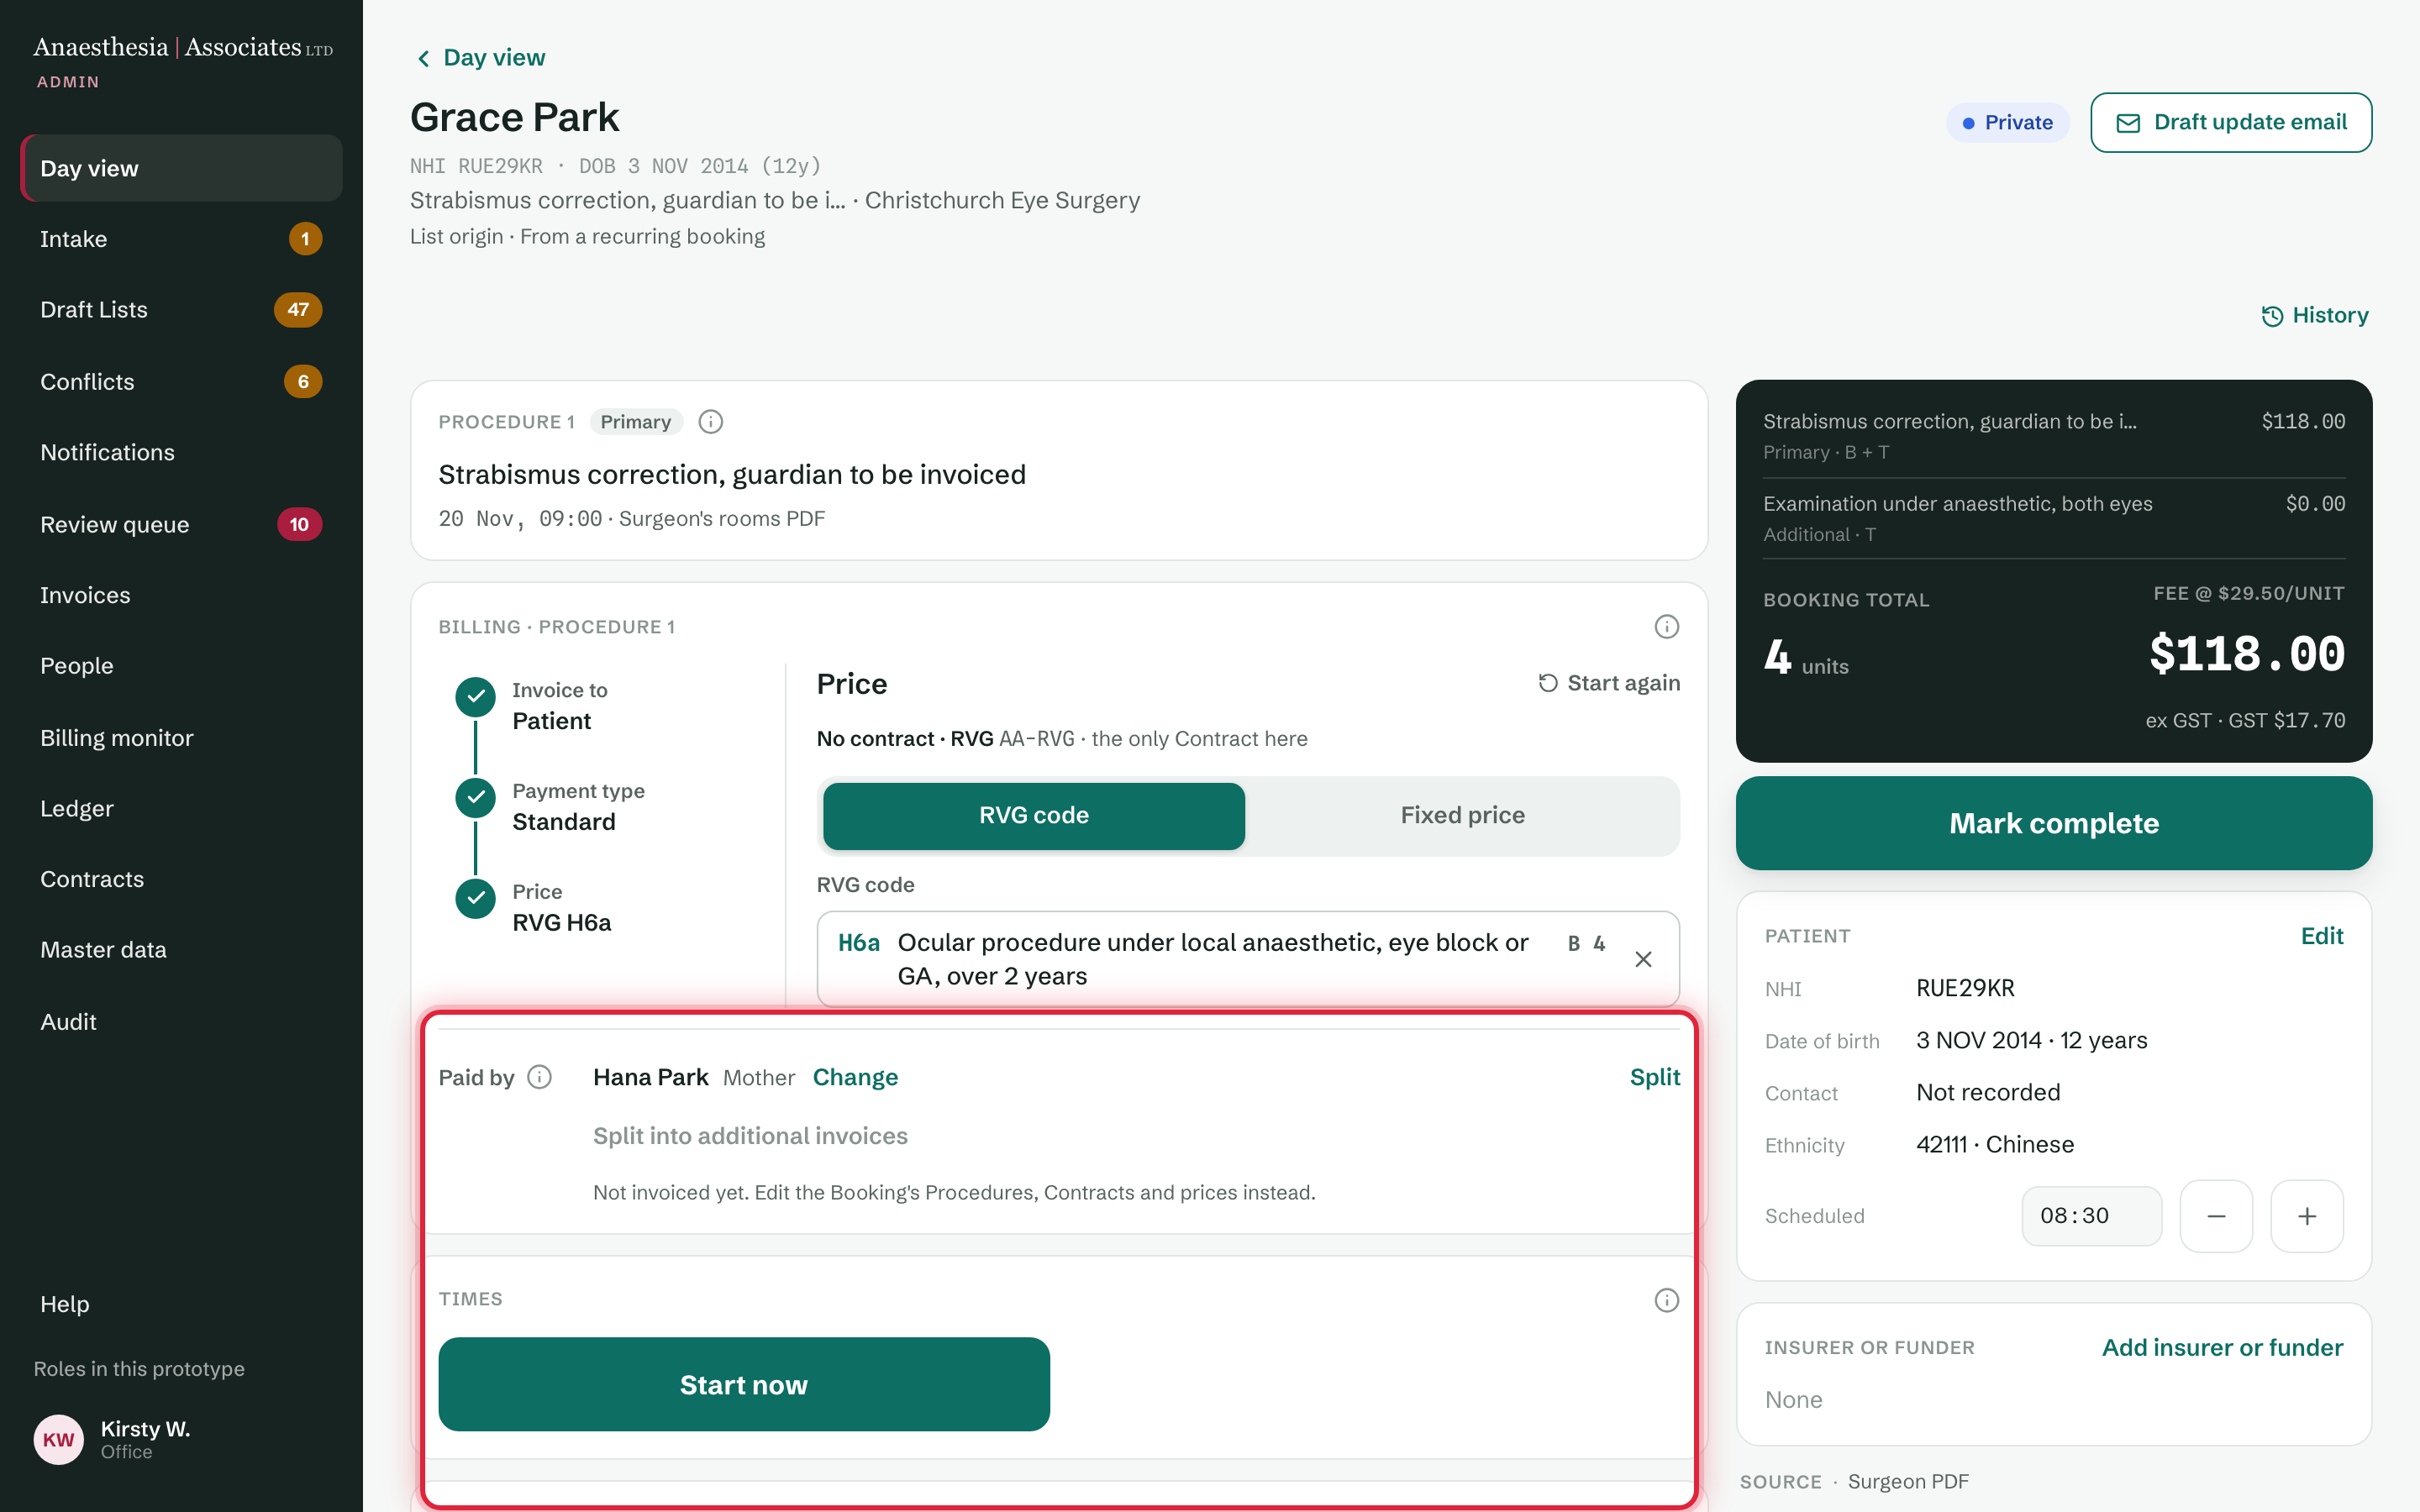 Anaesthesia | Associates LTD
ADMIN
Day view
Intake 1
Draft Lists 47
Conflicts 6
Notifications
Review queue 10
Invoices
People
Billing monitor
Ledger
Contracts
Master data
Audit
Help
Roles in this prototype
KW
Kirsty W.
Office
Day view
Grace Park
NHI RUE29KR · DOB 3 NOV 2014 (12y)
Strabismus correction, guardian to be i... · Christchurch Eye Surgery
List origin · From a recurring booking
Private
Draft update email
History
PROCEDURE 1 Primary
Strabismus correction, guardian to be invoiced
20 Nov, 09:00 · Surgeon's rooms PDF
BILLING · PROCEDURE 1
Invoice to
Patient
Payment type
Standard
Price
RVG H6a
Price
Start again
No contract · RVG AA-RVG · the only Contract here
RVG code
Fixed price
RVG code
H6a Ocular procedure under local anaesthetic, eye block or B 4
GA, over 2 years
Paid by Hana Park Mother Change Split
Split into additional invoices
Not invoiced yet. Edit the Booking's Procedures, Contracts and prices instead.
TIMES
Start now
Strabismus correction, guardian to be i... $118.00
Primary · B + T
Examination under anaesthetic, both eyes $0.00
Additional · T
BOOKING TOTAL FEE @ $29.50/UNIT
4 units $118.00
ex GST · GST $17.70
Mark complete
PATIENT Edit
NHI RUE29KR
Date of birth 3 NOV 2014 · 12 years
Contact Not recorded
Ethnicity 42111 · Chinese
Scheduled 08:30
INSURER OR FUNDER Add insurer or funder
None
SOURCE · Surgeon PDF